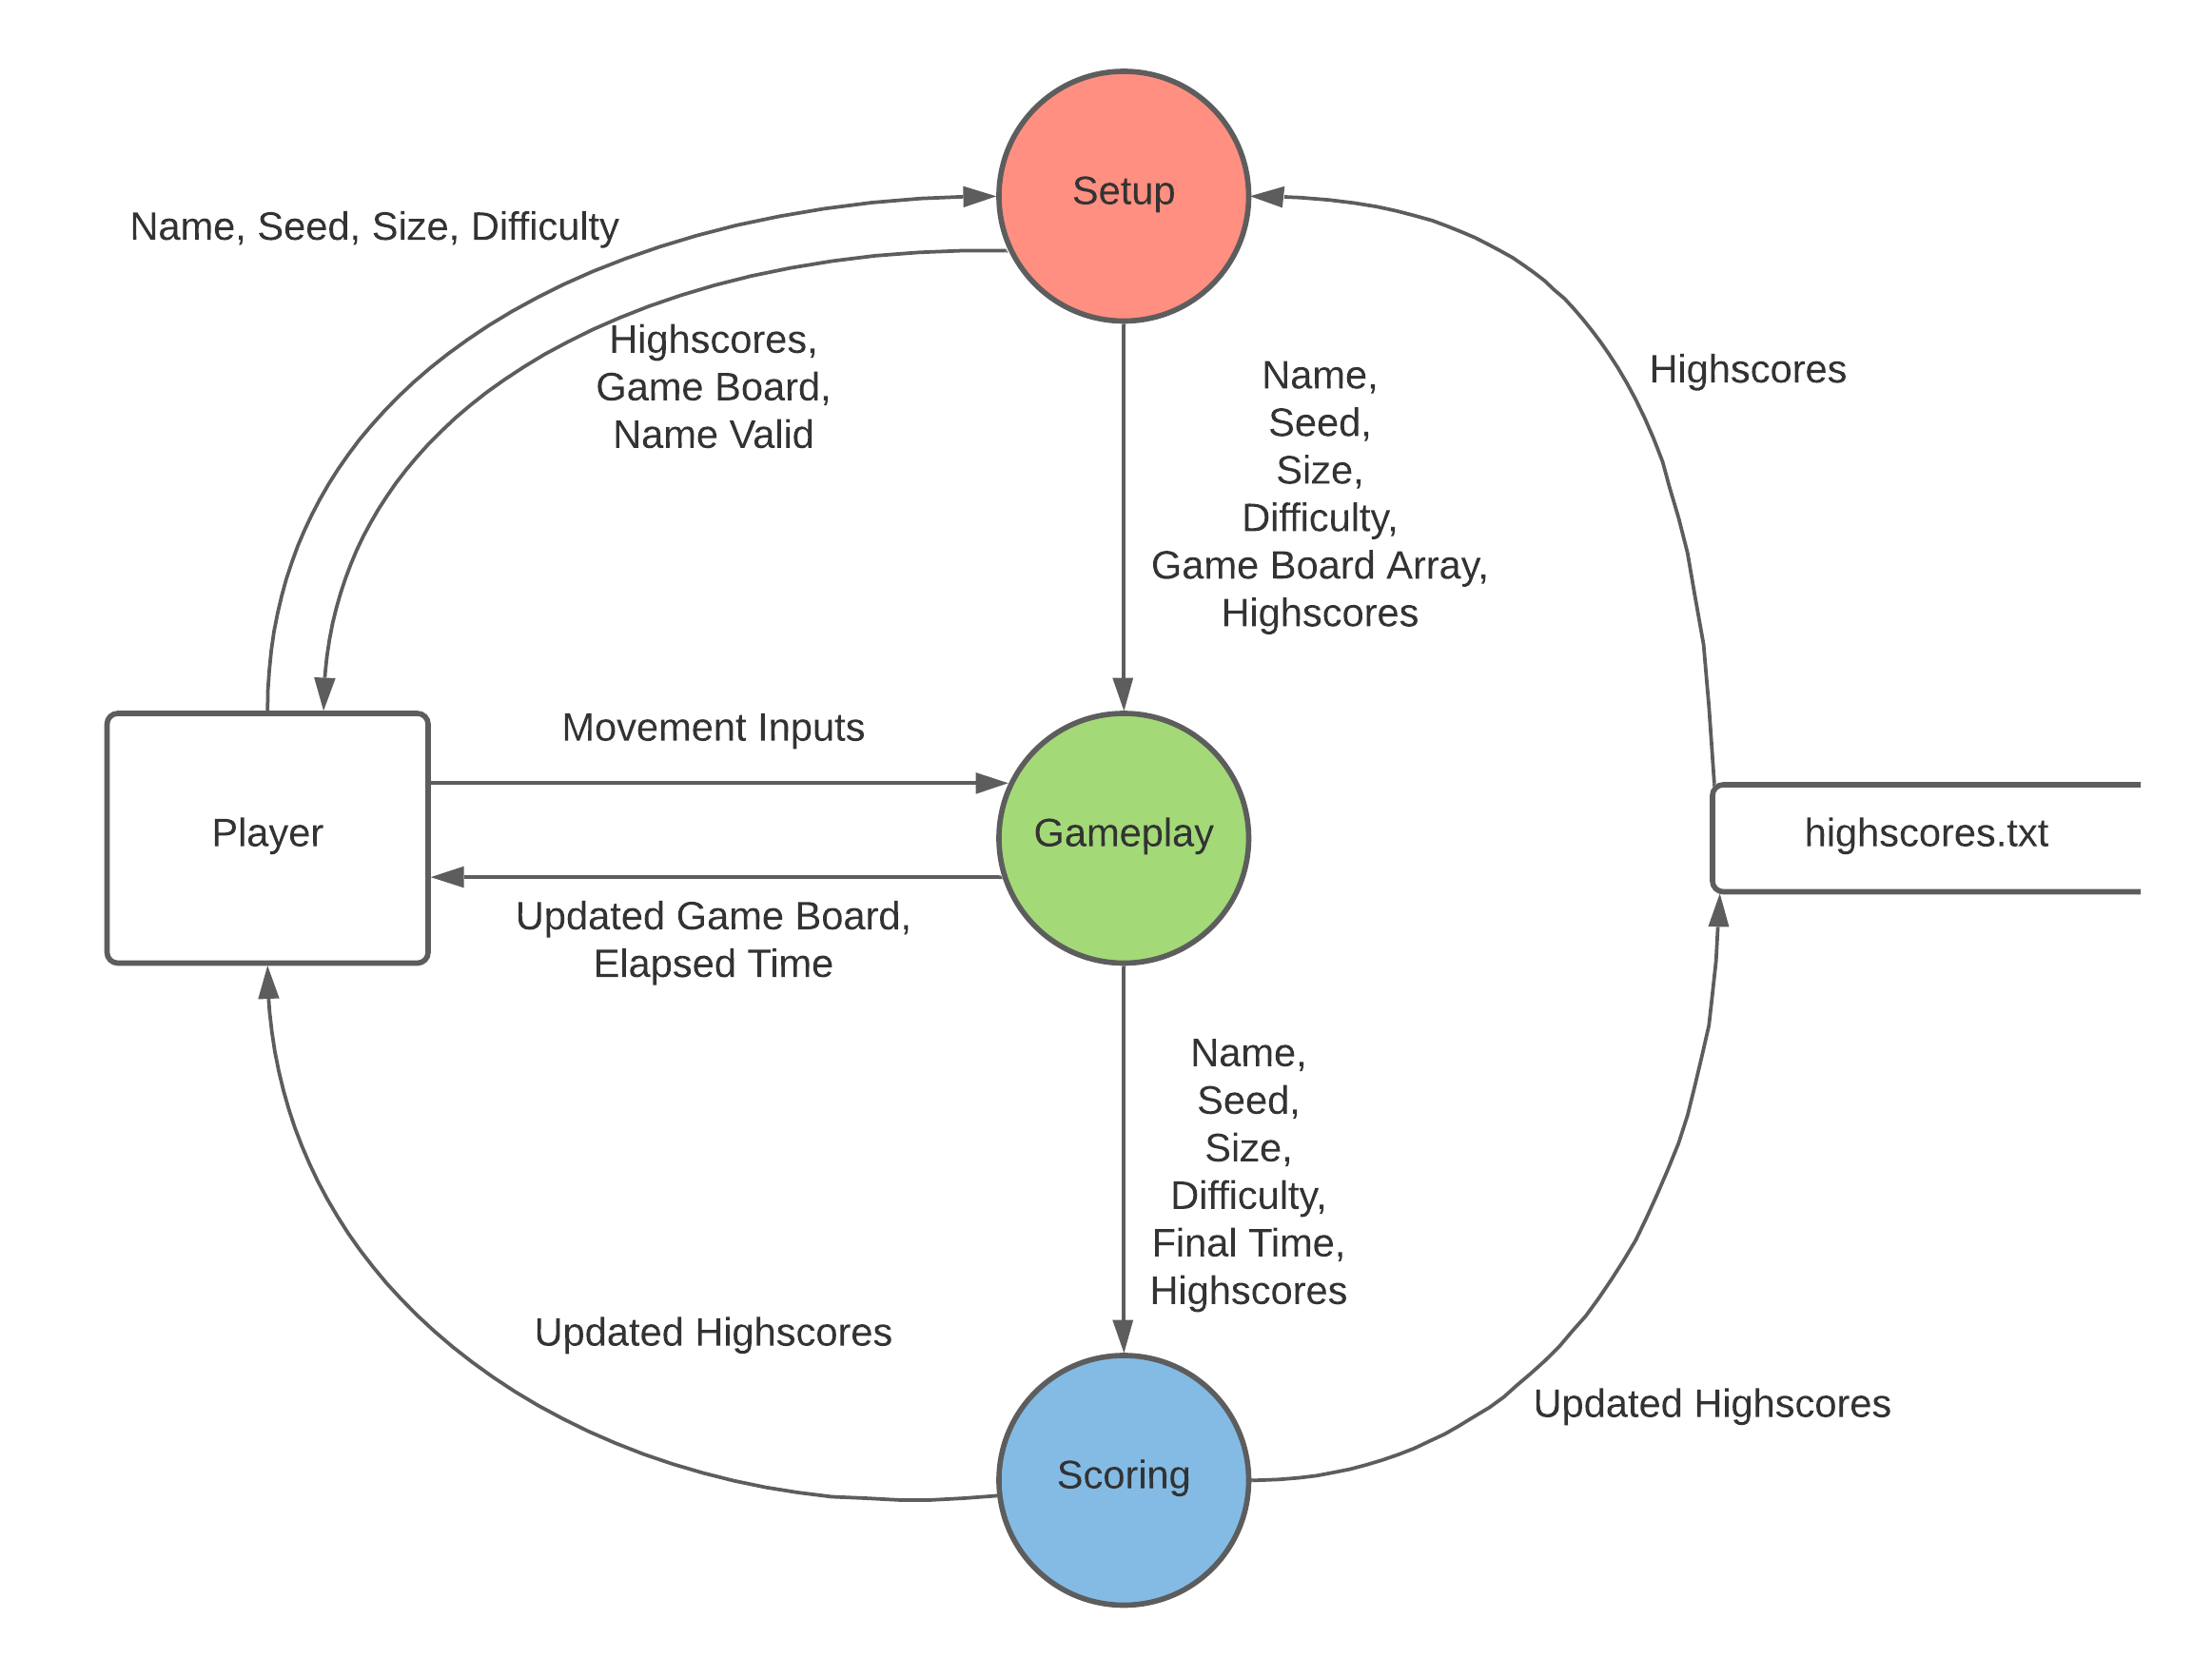 Setup
Name, Seed, Size, Difficulty
Highscores,
Game Board,
Name Valid
Name,
Seed,
Size,
Difficulty,
Game Board Array,
Highscores
Highscores
Movement Inputs
Player
Gameplay
highscores.txt
Updated Game Board,
Elapsed Time
Name,
Seed,
Size,
Difficulty,
Final Time,
Highscores
Updated Highscores
Updated Highscores
Scoring